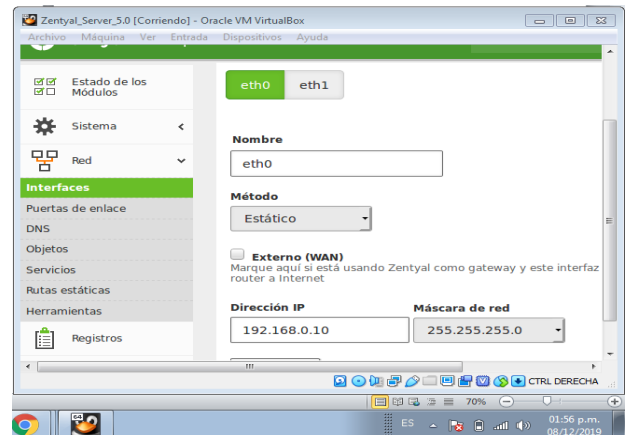 Zentyal_Server_5.0 [Corriendo] - Oracle VM VirtualBox
Archivo Máquina Ver Entrada Dispositivos Ayuda
Estado de los
Módulos
eth0 eth1
Sistema
Nombre
Red
eth0
Interfaces
Método
Puertas de enlace
Estático
DNS
Objetos
Externo (WAN)
Servicios
Marque aquí si está usando Zentyal como gateway y este interfaz
router a Internet
Rutas estáticas
Herramientas
Dirección IP Máscara de red
192.168.0.10 255.255.255.0
Registros
CTRL DERECHA
70%
64
ES 01:56 p.m.
08/12/2019